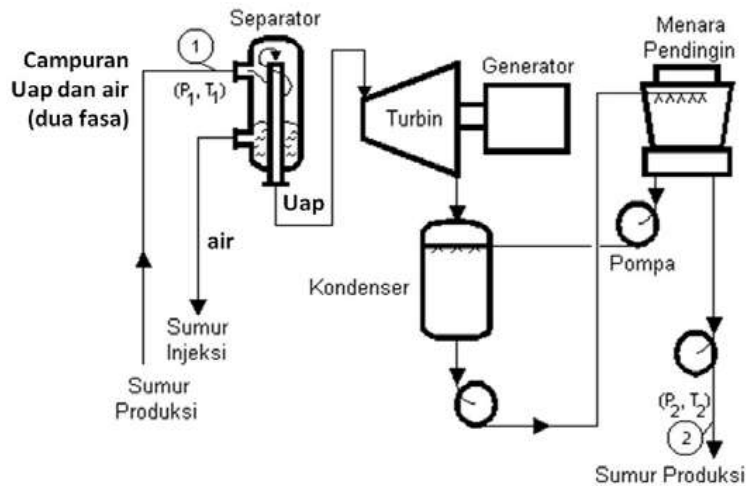 Separator
Menara
Pendingin
Campuran
Uap dan air
(dua fasa)
1
(P1, T1)
Generator
Turbin
Uap
air
Pompa
Kondenser
Sumur
Injeksi
Sumur
Produksi
(P2, T2)
2
Sumur Produksi